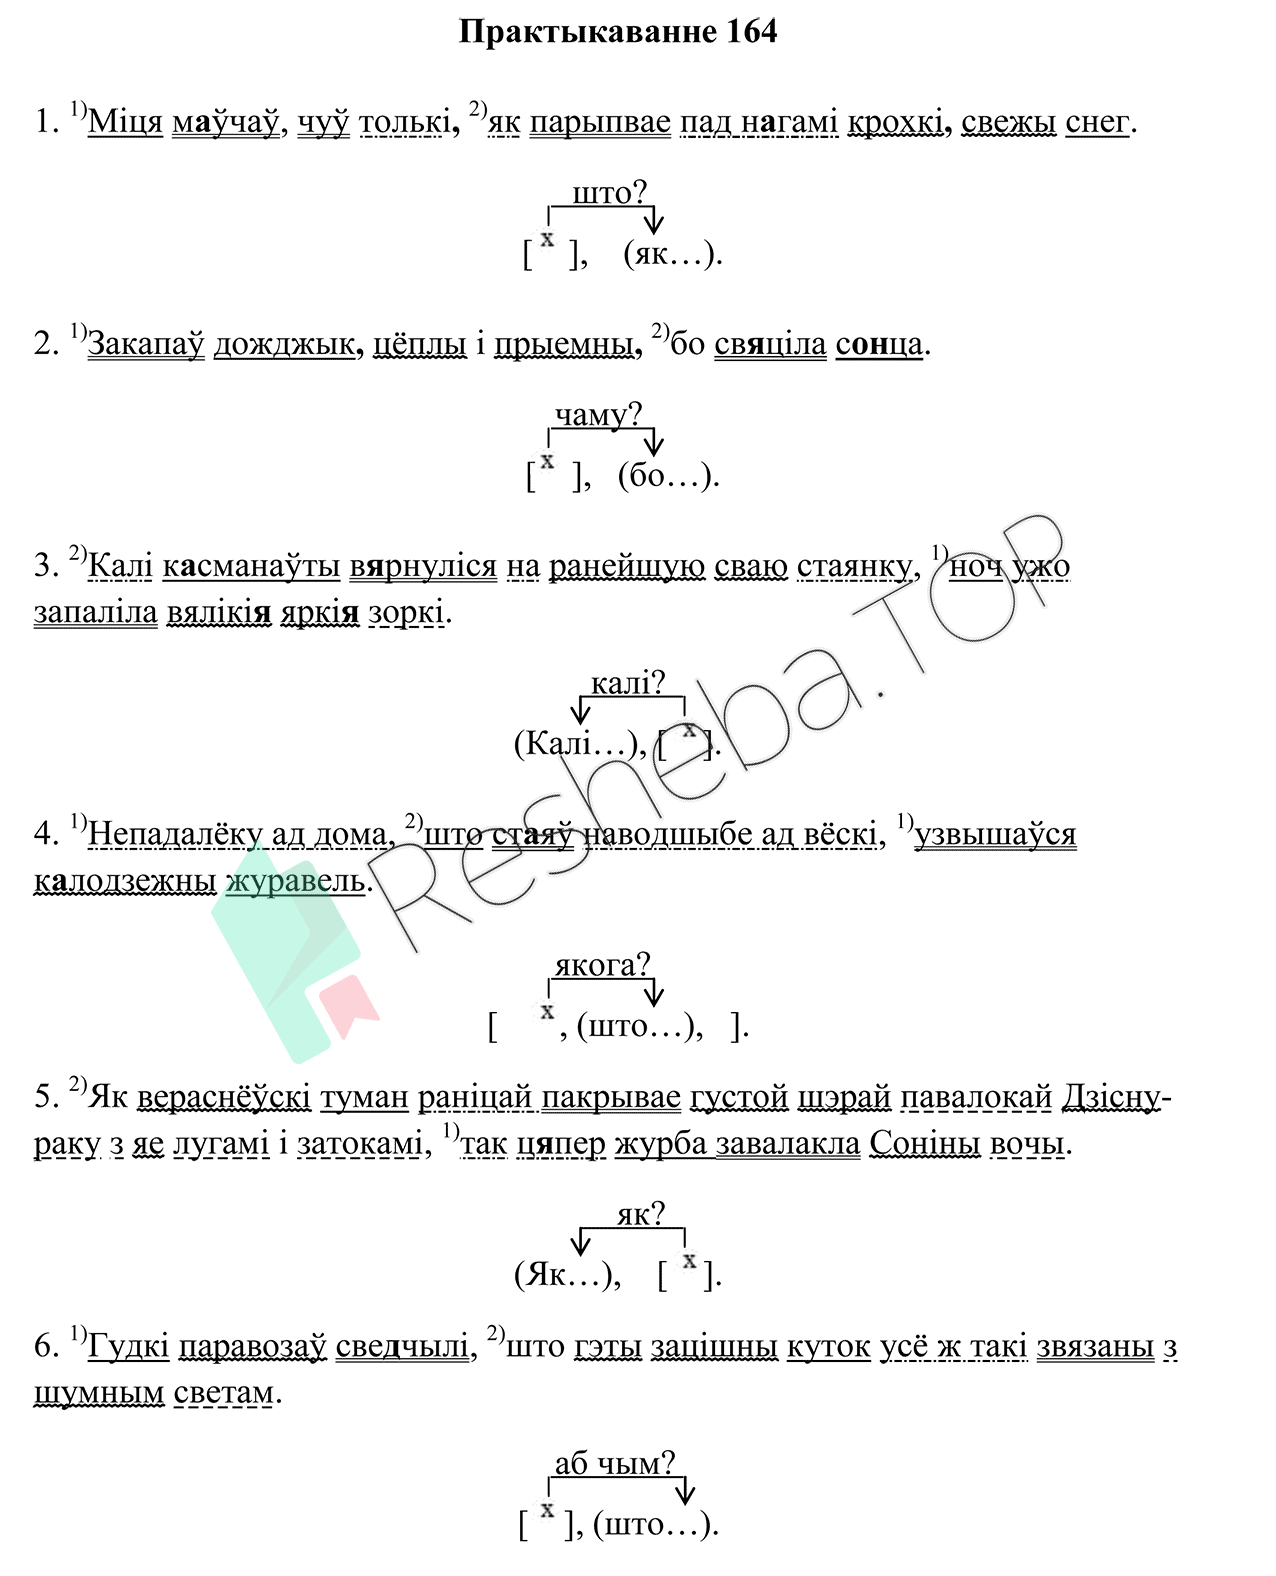 Практыкаванне 164
1. 1)Міця маўчаў, чуў толькі, 2)як парыпвае пад нагамі крохкі, свежы снег.
што?
[ x ], (як…).
2. 1)Закапаў дожджык, цёплы і прыемны, 2)бо свяціла сонца.
чаму?
[ x ], (бо…).
3. 2)Калі касманаўты вярнуліся на ранейшую сваю стаянку, 1)ноч ужо
запаліла вялікія яркія зоркі.
калі?
(Калі…), [ x ].
4. 1)Непадалёку ад дома, 2)што стаяў наводшыбе ад вёскі, 1)узвышаўся
калодзежны журавель.
якога?
[ x , (што…), ].
5. 2)Як вераснёўскі туман раніцай пакрывае густой шэрай павалокай Дзісну-
раку з яе лугамі і затокамі, 1)так цяпер журба завалакла Соніны вочы.
як?
(Як…), [ x ].
6. 1)Гудкі паравозаў сведчылі, 2)што гэты зацішны куток усё ж такі звязаны з
шумным светам.
аб чым?
[ x ], (што…).
Resheba.TOP